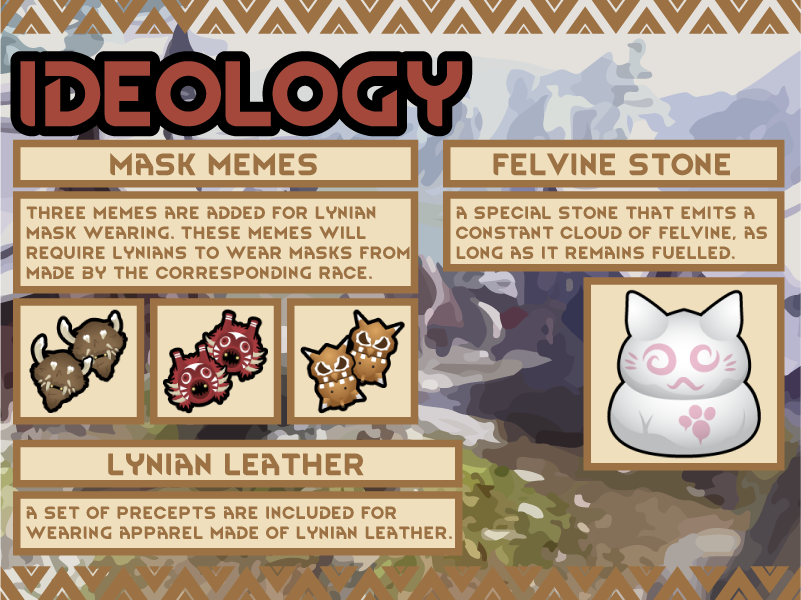 IDEOLOGY
MASK MEMES
THREE MEMES ARE ADDED FOR LYNIAN
MASK WEARING. THESE MEMES WILL
REQUIRE LYNIANS TO WEAR MASKS FROM
MADE BY THE CORRESPONDING RACE.
FELVINE STONE
A SPECIAL STONE THAT EMITS A
CONSTANT CLOUD OF FELVINE, AS
LONG AS IT REMAINS FUELLED.
LYNIAN LEATHER
A SET OF PRECEPTS ARE INCLUDED FOR
WEARING APPAREL MADE OF LYNIAN LEATHER.